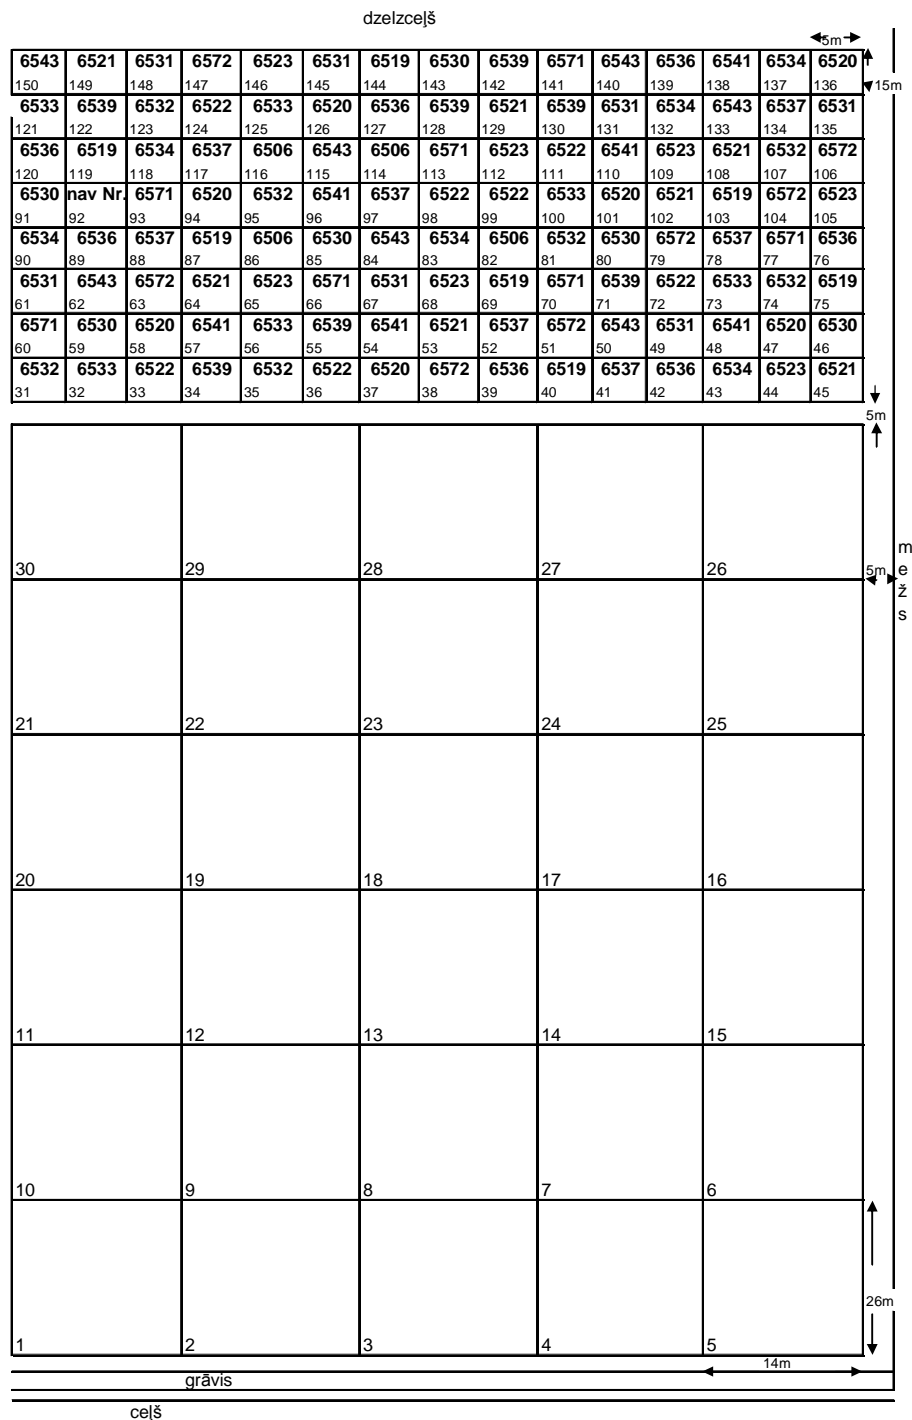 dzelzceļš
5m
6543 6521 6531 6572 6523 6531 6519 6530 6539 6571 6543 6536 6541 6534 6520
150 149 148 147 146 145 144 143 142 141 140 139 138 137 136
15m
6533 6539 6532 6522 6533 6520 6536 6539 6521 6539 6531 6534 6543 6537 6531
121 122 123 124 125 126 127 128 129 130 131 132 133 134 135
6536 6519 6534 6537 6506 6543 6506 6571 6523 6522 6541 6523 6521 6532 6572
120 119 118 117 116 115 114 113 112 111 110 109 108 107 106
6530 nav Nr. 6571 6520 6532 6541 6537 6522 6522 6533 6520 6521 6519 6572 6523
91 92 93 94 95 96 97 98 99 100 101 102 103 104 105
6534 6536 6537 6519 6506 6530 6543 6534 6506 6532 6530 6572 6537 6571 6536
90 89 88 87 86 85 84 83 82 81 80 79 78 77 76
6531 6543 6572 6521 6523 6571 6531 6523 6519 6571 6539 6522 6533 6532 6519
61 62 63 64 65 66 67 68 69 70 71 72 73 74 75
6571 6530 6520 6541 6533 6539 6541 6521 6537 6572 6543 6531 6541 6520 6530
60 59 58 57 56 55 54 53 52 51 50 49 48 47 46
6532 6533 6522 6539 6532 6522 6520 6572 6536 6519 6537 6536 6534 6523 6521
31 32 33 34 35 36 37 38 39 40 41 42 43 44 45
5m
30 29 28 27 26
5m
m
e
ž
s
21 22 23 24 25
20 19 18 17 16
11 12 13 14 15
10 9 8 7 6
26m
1 2 3 4 5
14m
grāvis
ceļš